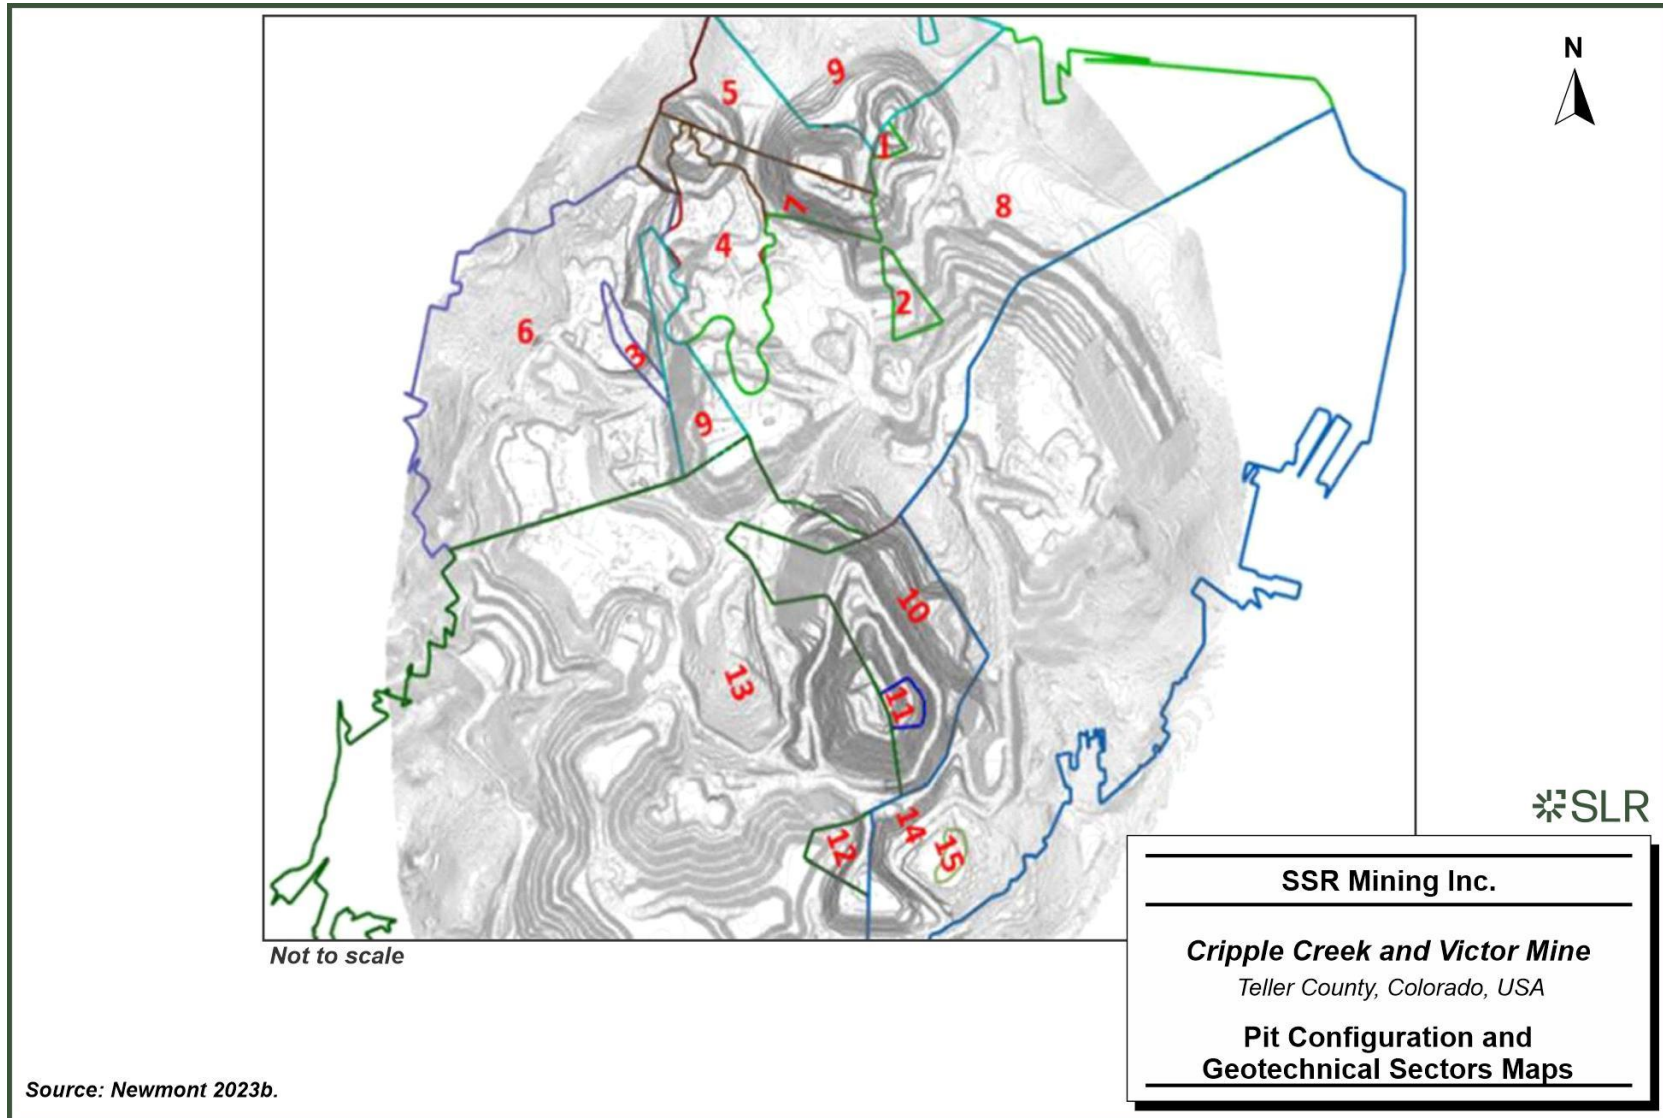 N
9
5
1
7
8
4
2
6
3
9
10
13
11
14
12
15
SLR
SSR Mining Inc.
Not to scale
Cripple Creek and Victor Mine
Teller County, Colorado, USA
Pit Configuration and
Geotechnical Sectors Maps
Source: Newmont 2023b.